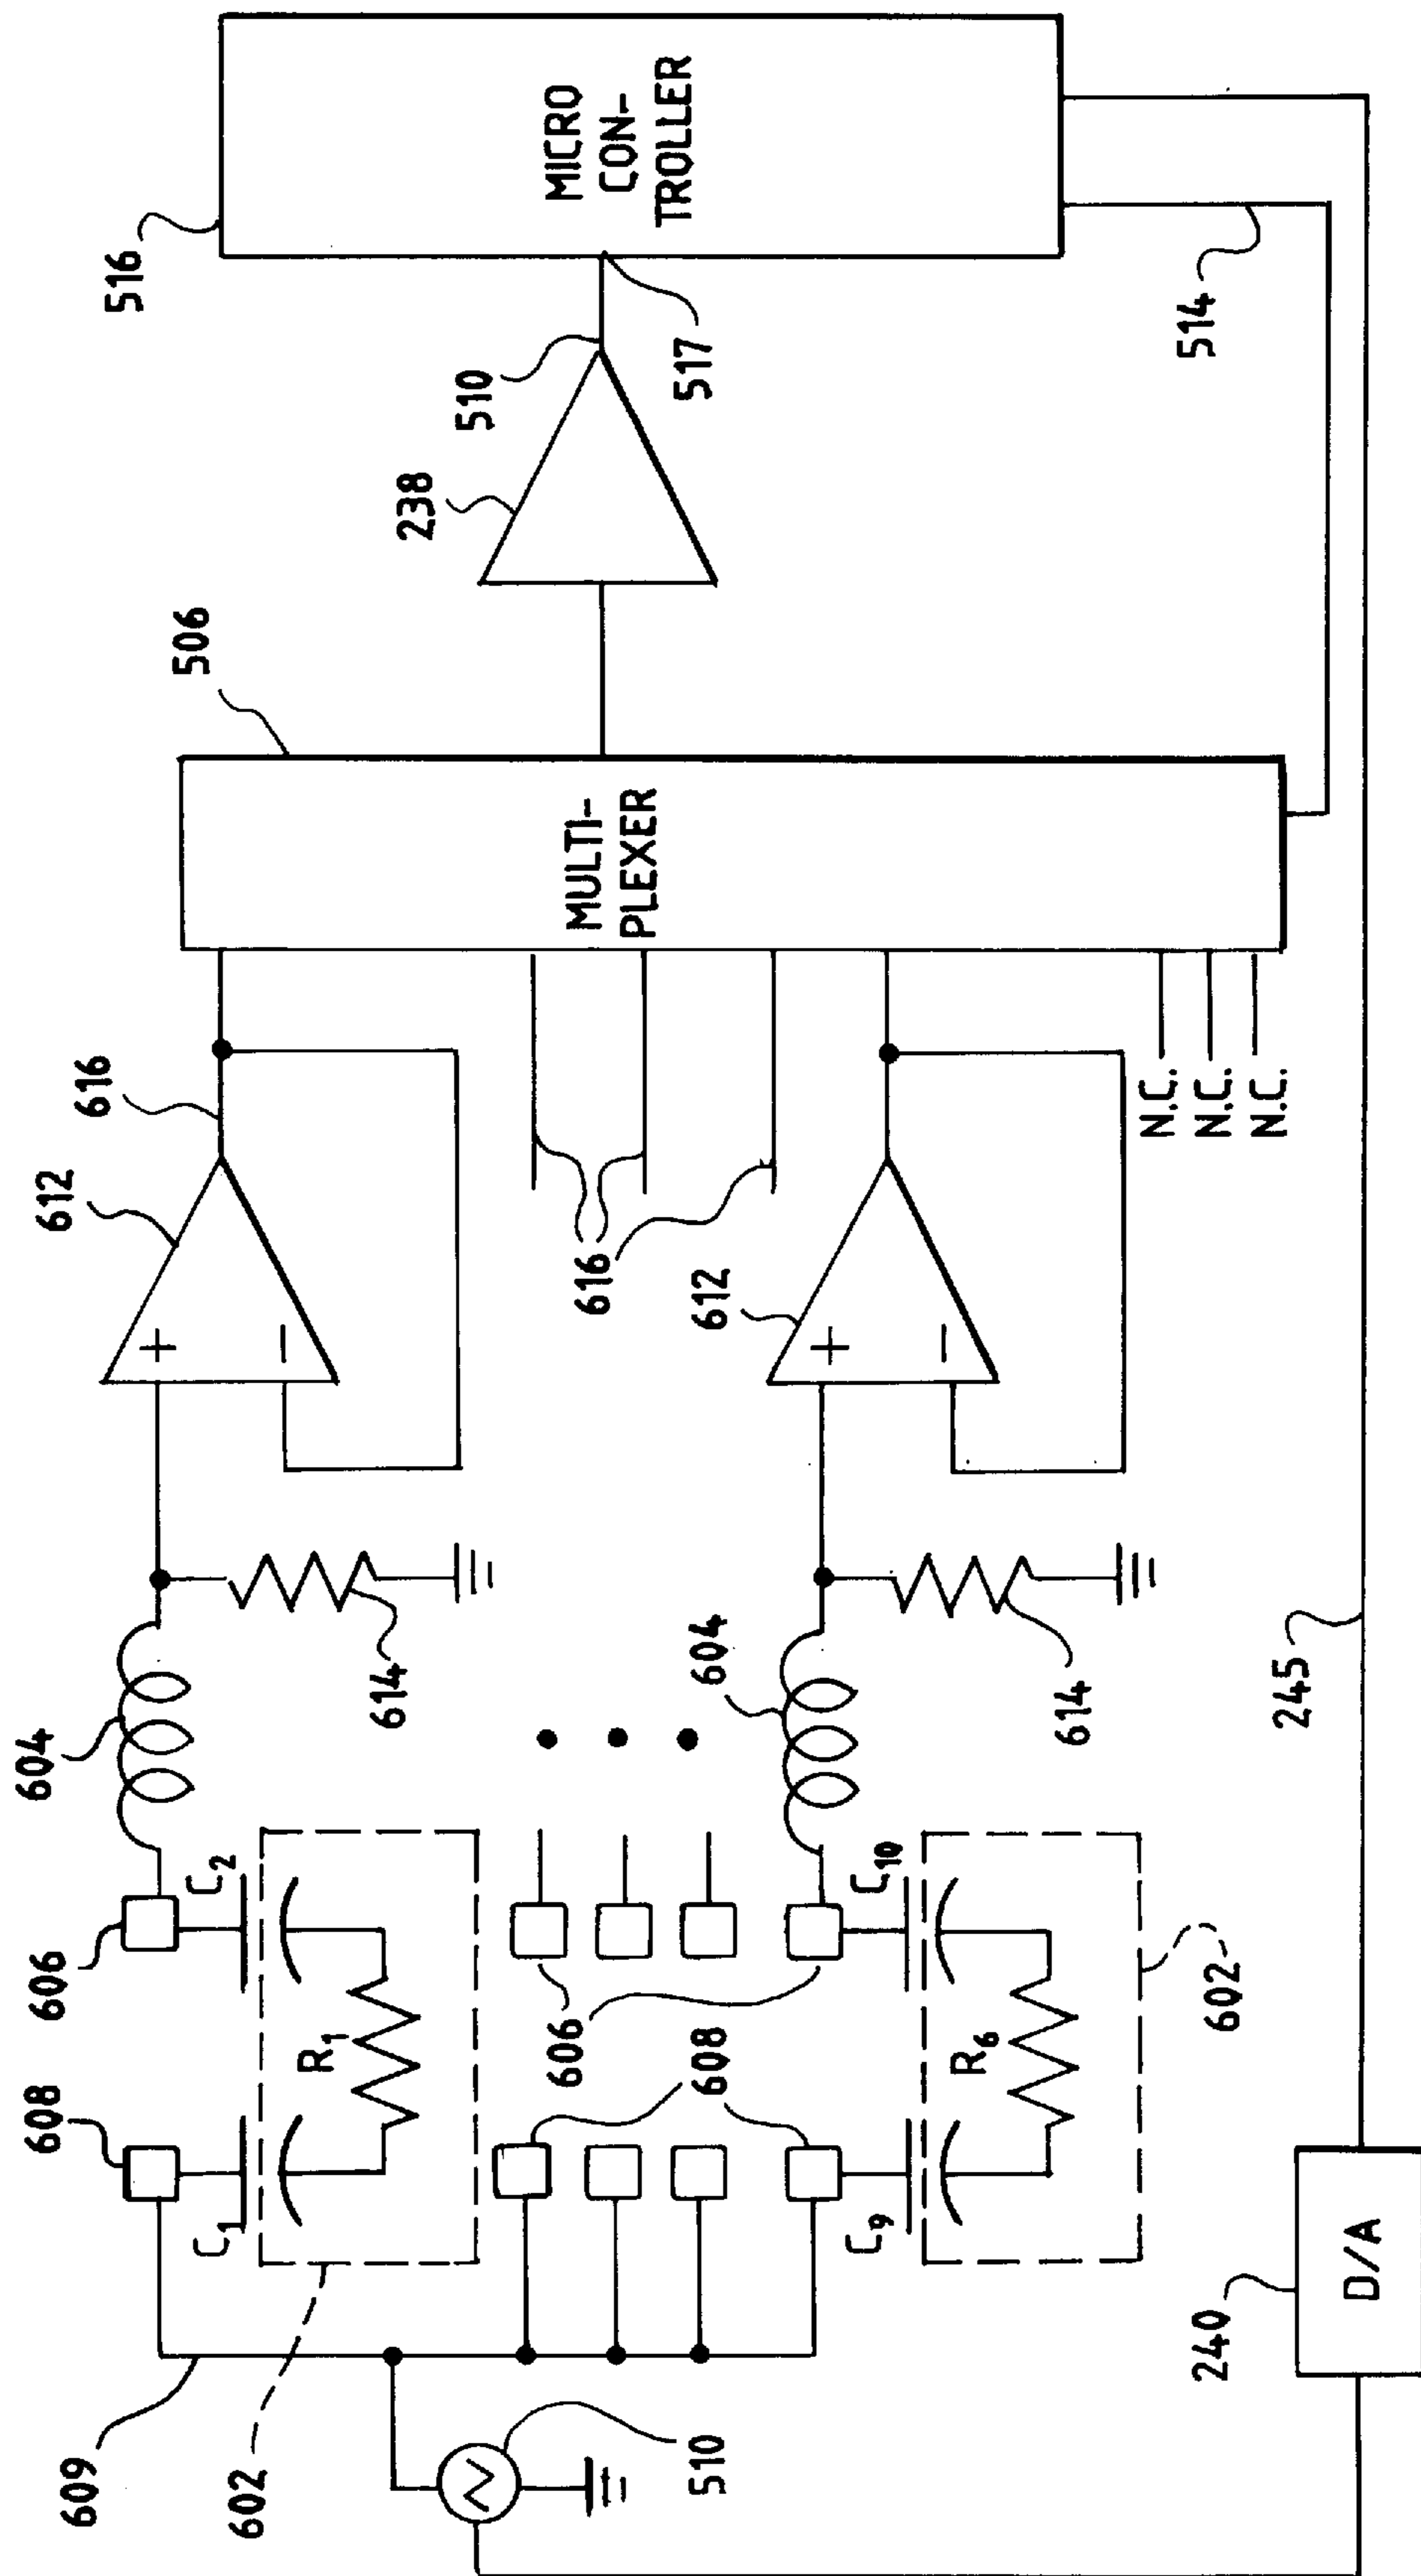 516
MICRO
CON-
TROLLER
510
517
514
238
506
MULTI-
PLEXER
616
612
616
612
+
−
+
−
N.C.
N.C.
N.C.
604
614
604
614
245
606
C2
C10
608
R1
606
608
R6
602
C1
C9
609
602
510
240
D/A